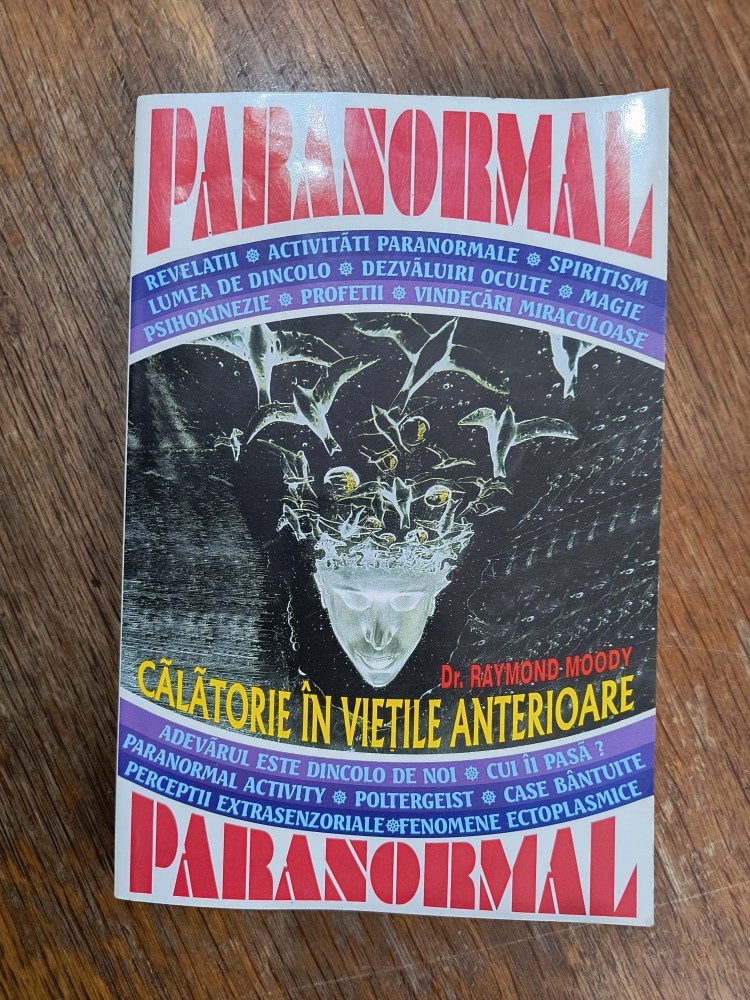 PARANORMAL
REVELATII ☸ ACTIVITĂTI PARANORMALE ☸ SPIRITISM
LUMEA DE DINCOLO ☸ DEZVĂLUIRI OCULTE ☸ MAGIE
PSIHOKINEZIE ☸ PROFETII ☸ VINDECĂRI MIRACULOASE
Dr. RAYMOND MOODY
CĂLĂTORIE ÎN VIEȚILE ANTERIOARE
ADEVĂRUL ESTE DINCOLO DE NOI ☸ CUI ÎI PASĂ ?
PARANORMAL ACTIVITY ☸ POLTERGEIST ☸ CASE BÂNTUITE
PERCEPTII EXTRASENZORIALE ☸ FENOMENE ECTOPLASMICE
PARANORMAL